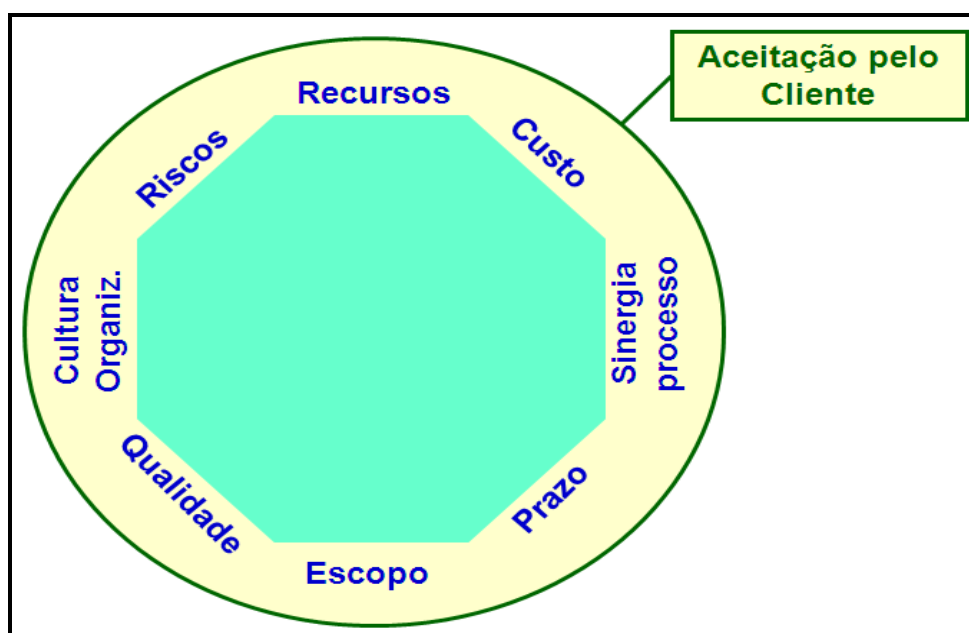 Aceitação pelo
Cliente
Recursos
Custo
Sinergia
processo
Prazo
Escopo
Qualidade
Cultura
Organiz.
Riscos